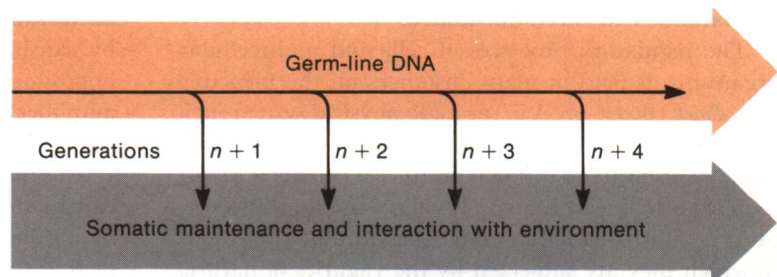 Germ-line DNA
Generations n + 1 n + 2 n + 3 n + 4
Somatic maintenance and interaction with environment